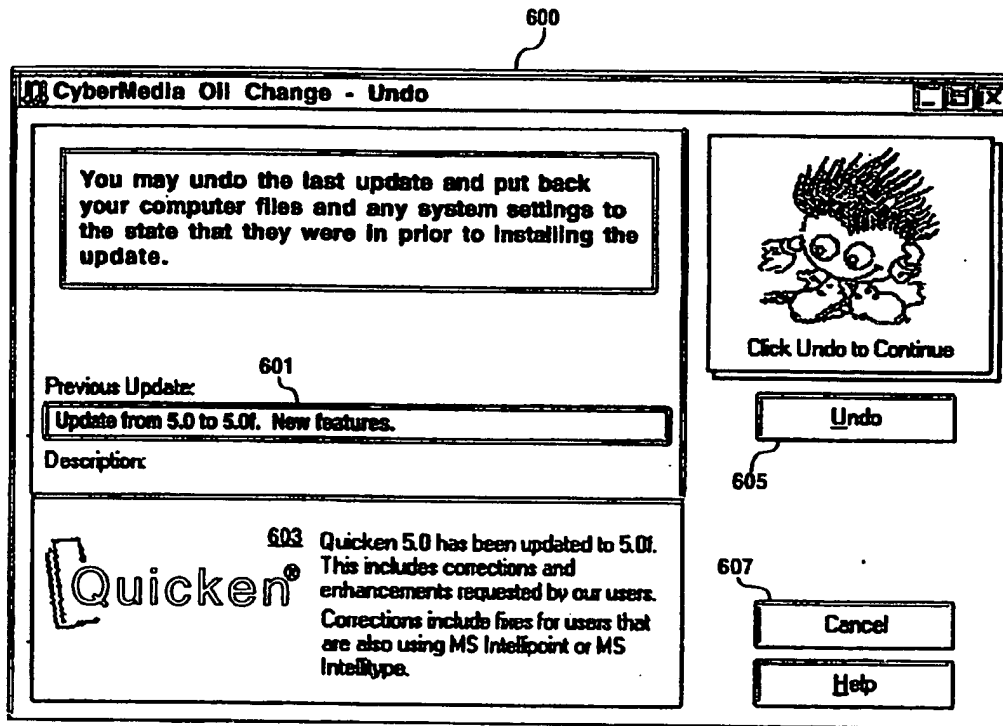 600
CyberMedia Oil Change - Undo
You may undo the last update and put back
your computer files and any system settings to
the state that they were in prior to installing the
update.
Click Undo to Continue
601
Previous Update:
Update from 5.0 to 5.0f. New features.
Undo
605
Description:
Quicken®
603
Quicken 5.0 has been updated to 5.0f.
This includes corrections and
enhancements requested by our users.
Corrections include fixes for users that
are also using MS Intellipoint or MS
Intellitype.
607
Cancel
Help